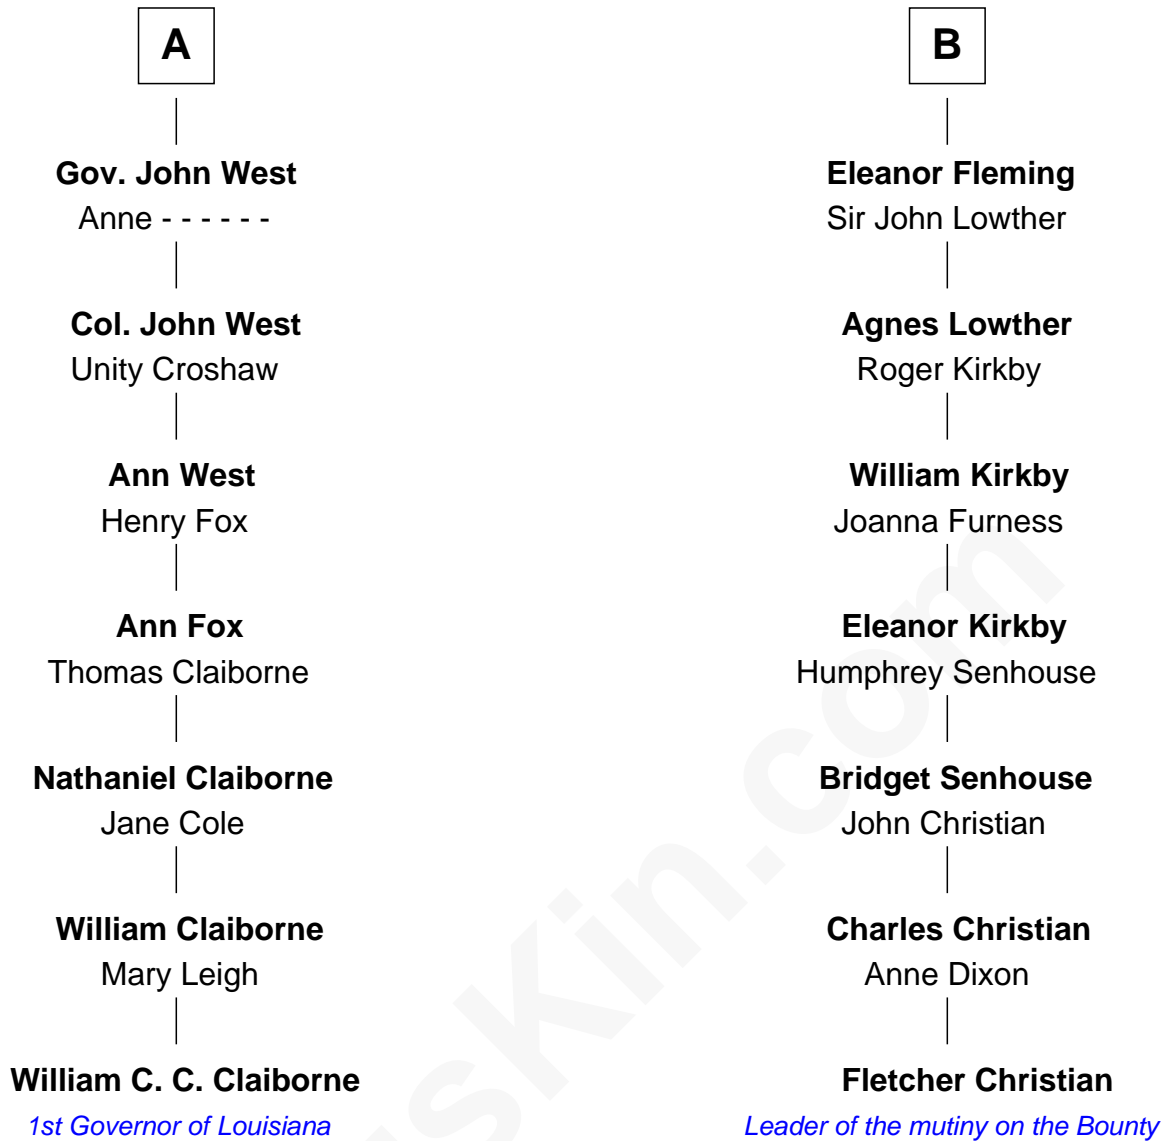 A
B
Gov. John West
Anne - - - - - -
Eleanor Fleming
Sir John Lowther
Col. John West
Unity Croshaw
Agnes Lowther
Roger Kirkby
Ann West
Henry Fox
William Kirkby
Joanna Furness
Ann Fox
Thomas Claiborne
Eleanor Kirkby
Humphrey Senhouse
Nathaniel Claiborne
Jane Cole
Bridget Senhouse
John Christian
William Claiborne
Mary Leigh
Charles Christian
Anne Dixon
William C. C. Claiborne
1st Governor of Louisiana
Fletcher Christian
Leader of the mutiny on the Bounty
usKin.com